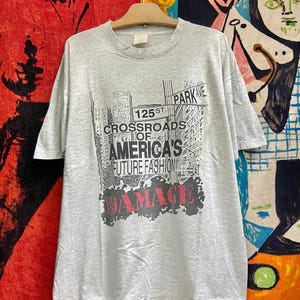 PARK AVE
125 ST
CROSSROADS
OF
AMERICA'S
FUTURE FASHION
DAMAGE